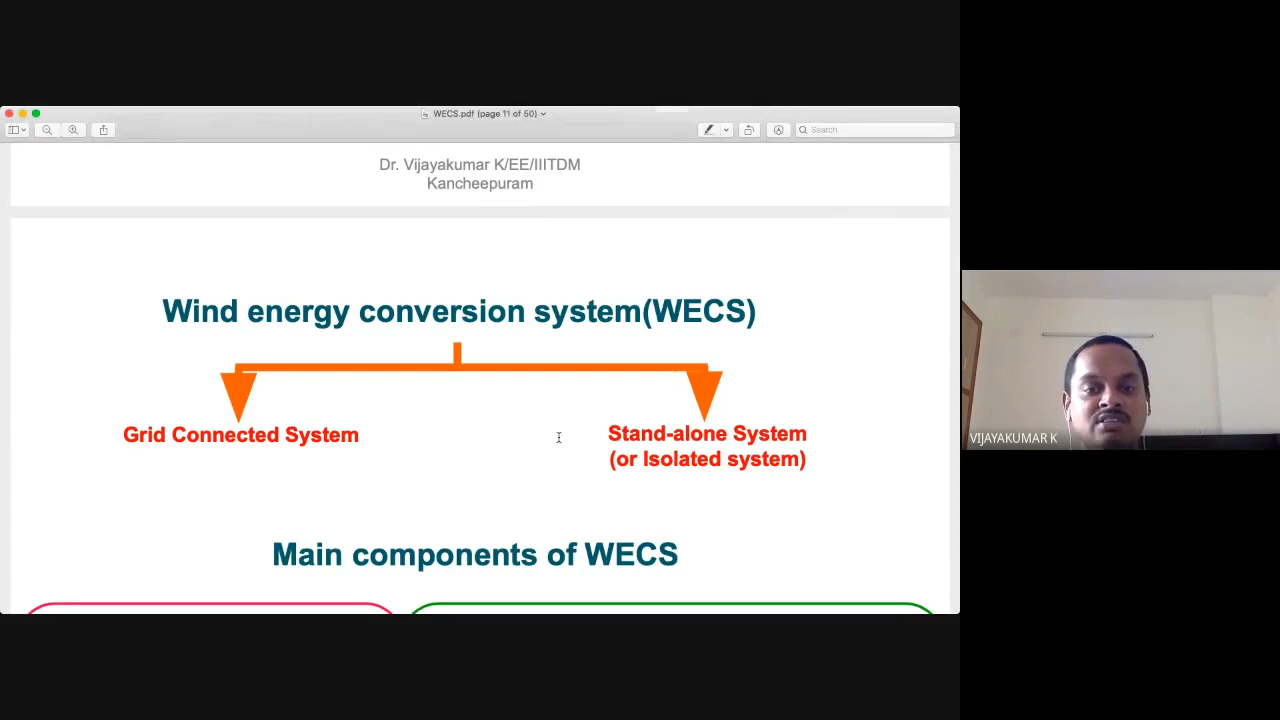 WECS.pdf (page 11 of 50)
Search
Dr. Vijayakumar K/EE/IIITDM
Kancheepuram
Wind energy conversion system(WECS)
Grid Connected System
Stand-alone System
(or Isolated system)
Main components of WECS
VIJAYAKUMAR K